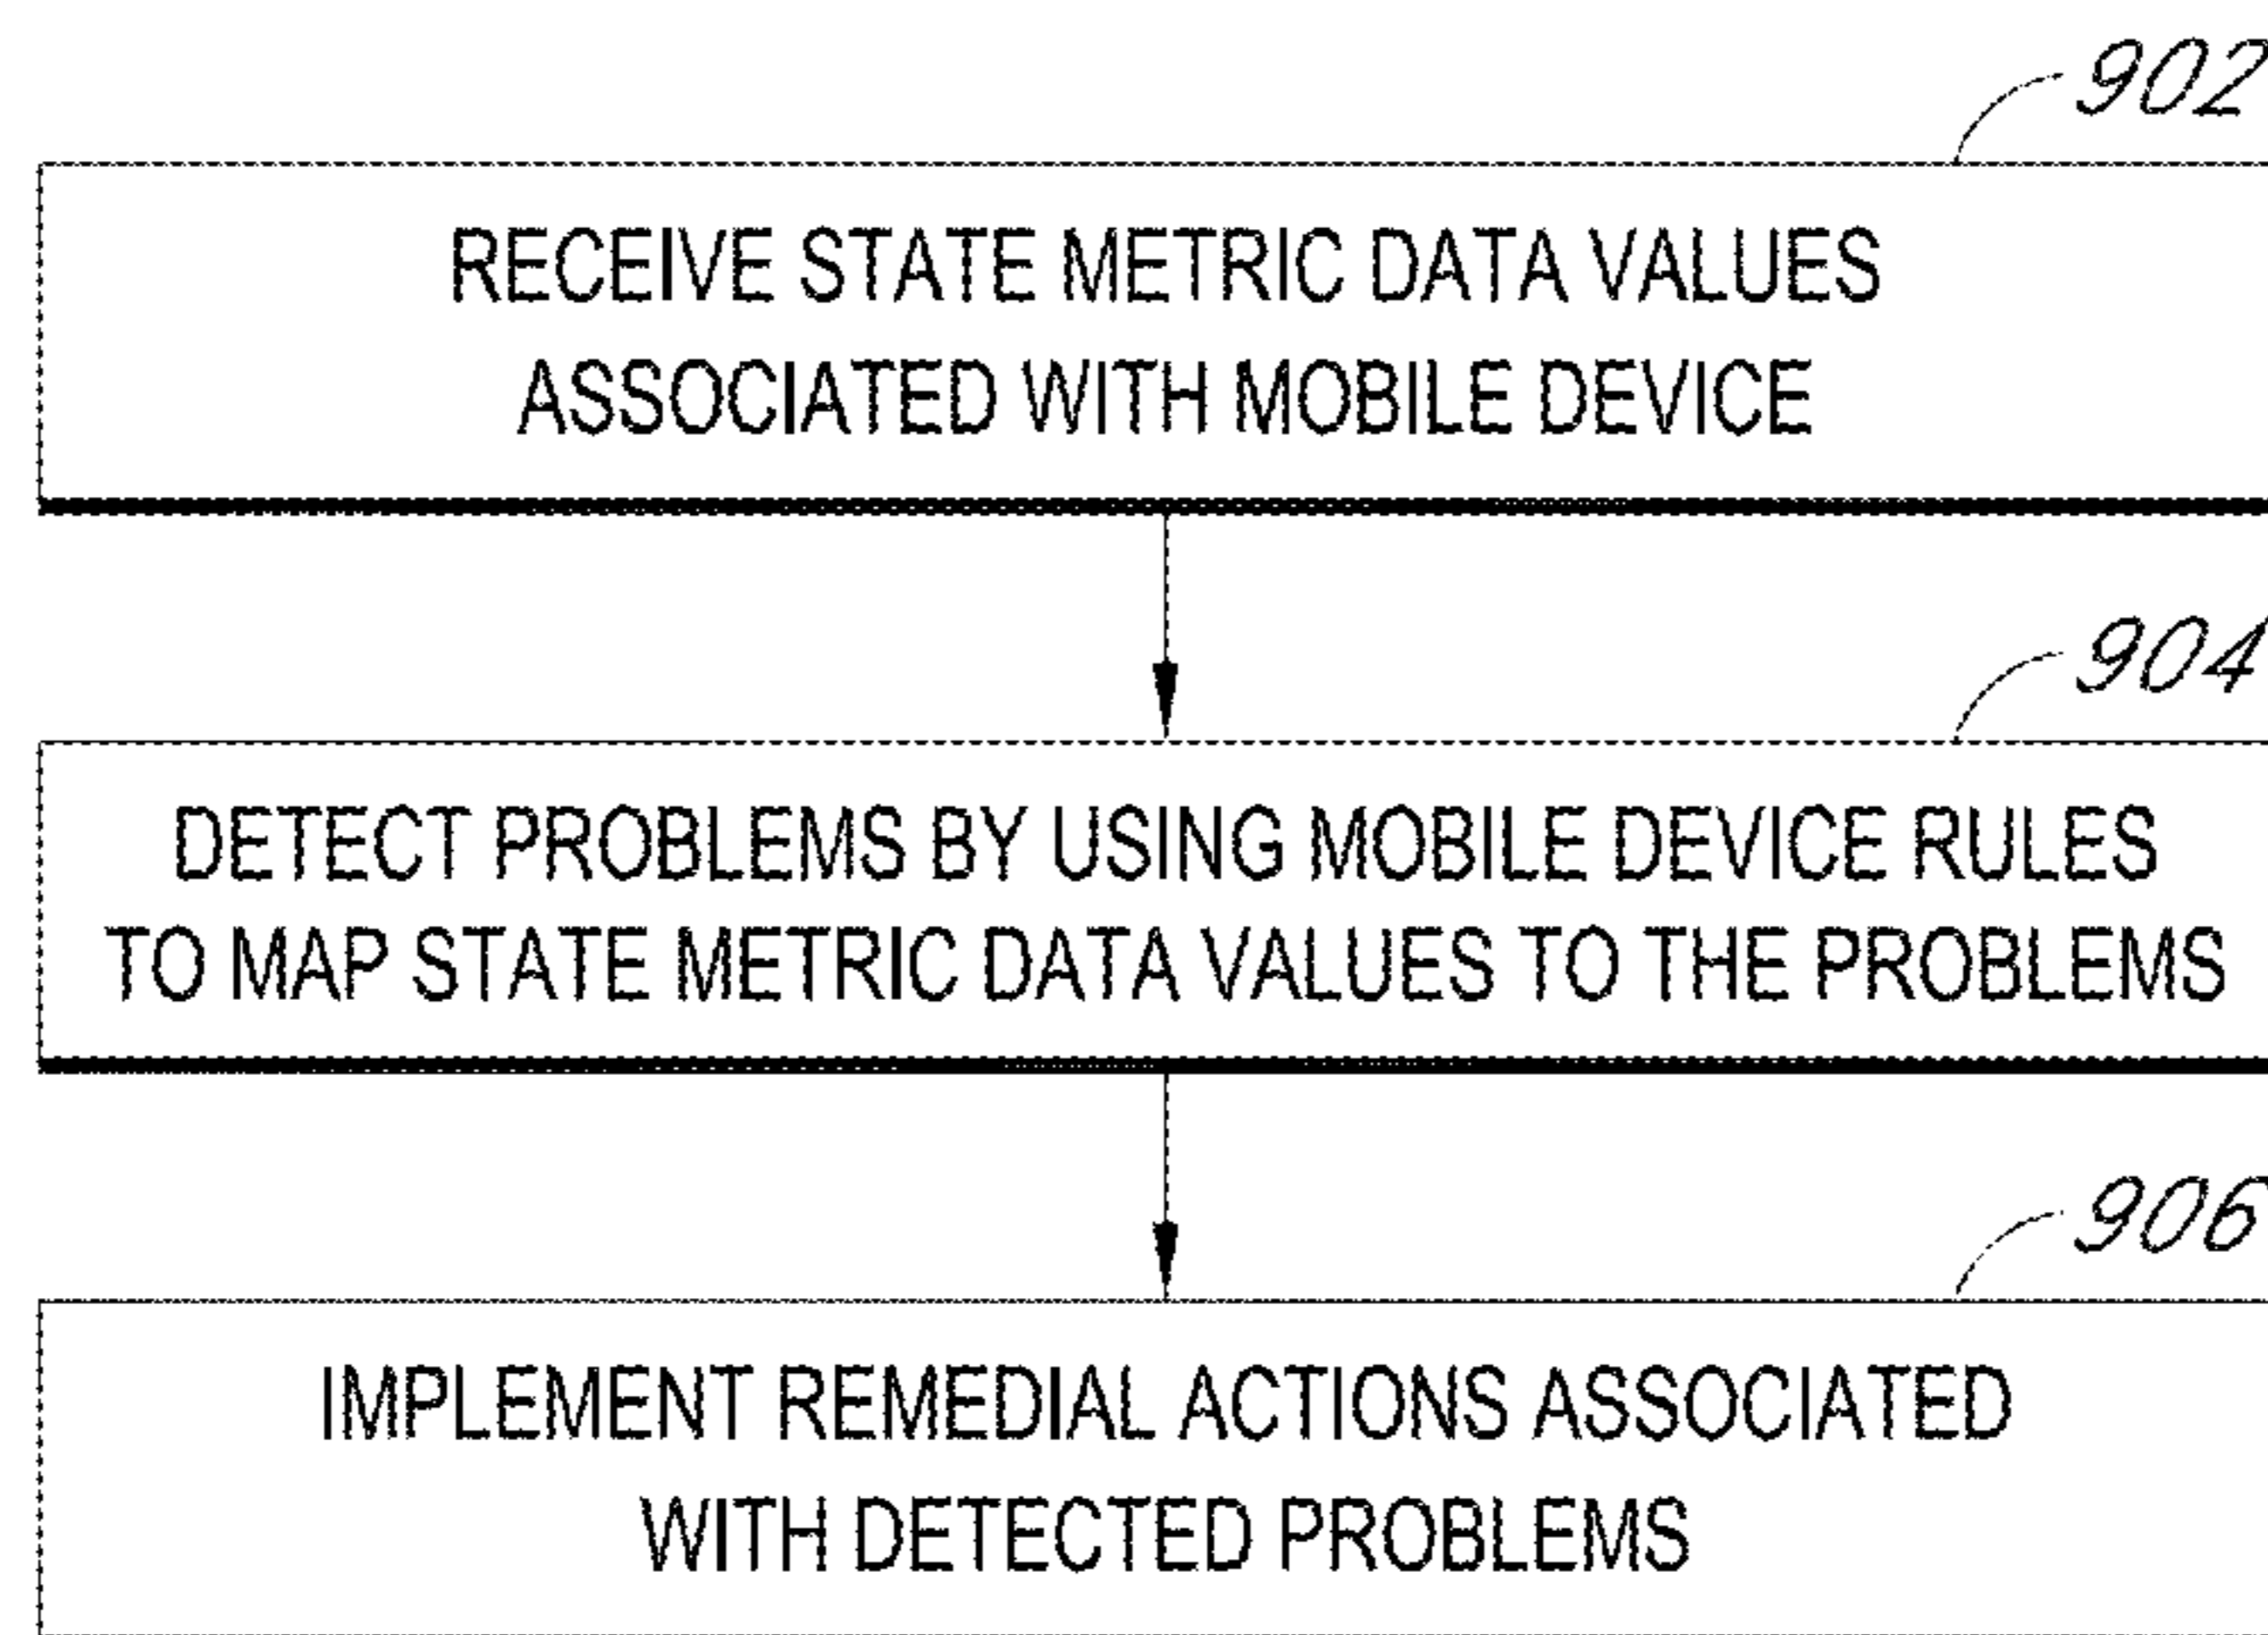 902
RECEIVE STATE METRIC DATA VALUES
ASSOCIATED WITH MOBILE DEVICE
904
DETECT PROBLEMS BY USING MOBILE DEVICE RULES
TO MAP STATE METRIC DATA VALUES TO THE PROBLEMS
906
IMPLEMENT REMEDIAL ACTIONS ASSOCIATED
WITH DETECTED PROBLEMS